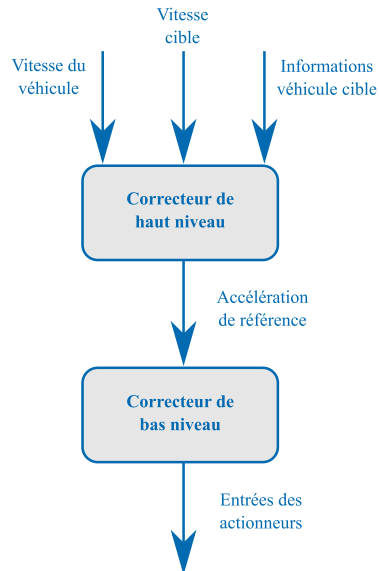 Vitesse
cible
Vitesse du
véhicule
Informations
véhicule cible
Correcteur de
haut niveau
Accélération
de référence
Correcteur de
bas niveau
Entrées des
actionneurs